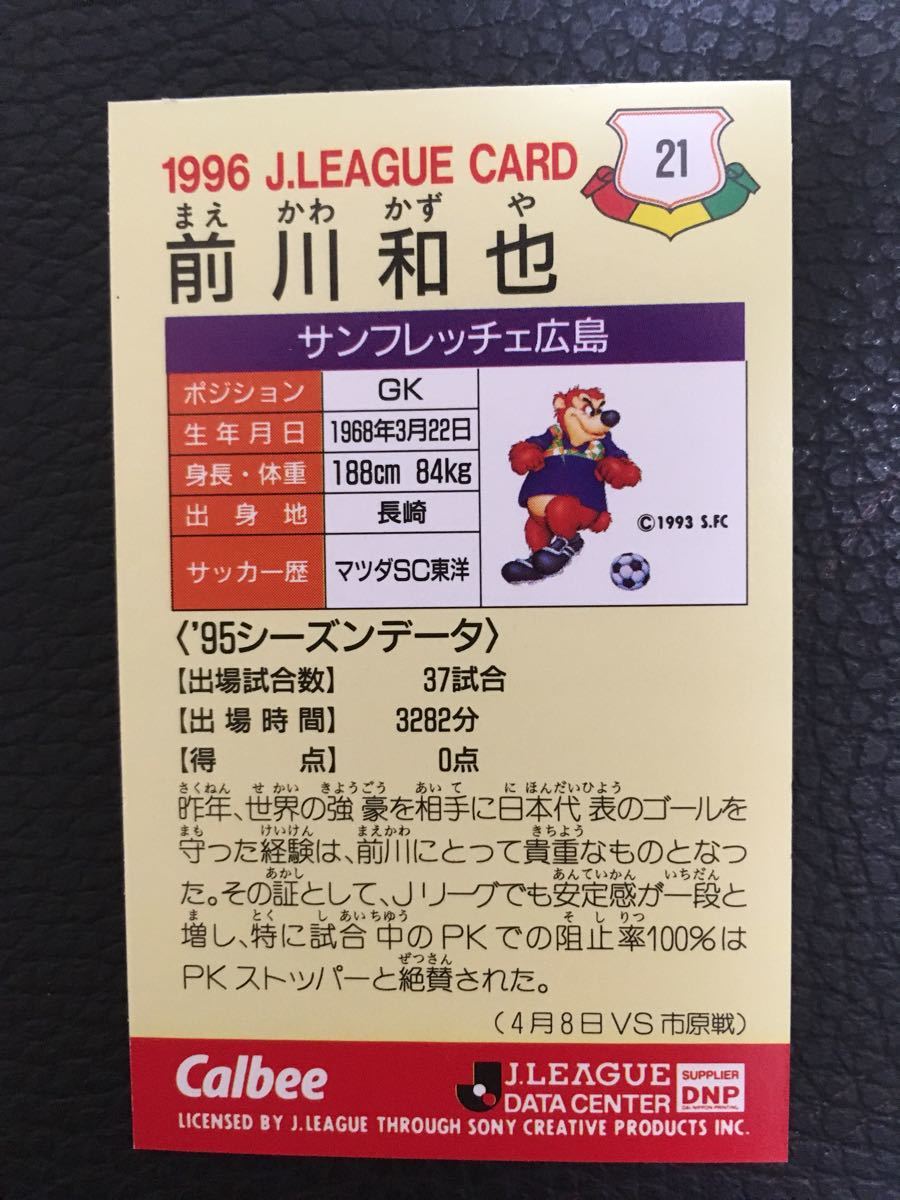 21
1996 J.LEAGUE CARD
まえ かわ かず や
前川和也
サンフレッチェ広島
ポジション GK
生年月日 1968年3月22日
身長・体重 188cm 84kg
出身地 長崎
サッカー歴 マツダSC東洋
©1993 S.FC
〈'95シーズンデータ〉
【出場試合数】 37試合
【出場時間】 3282分
【得点】 0点
さくねん せかい きょうごう あいて にほんだいひょう
昨年、世界の強豪を相手に日本代表のゴールを
まも けいけん まえかわ きちょう
守った経験は、前川にとって貴重なものとなっ
あかし あんていかん いちだん
た。その証として、Jリーグでも安定感が一段と
ま とく しあいちゅう そしりつ
増し、特に試合中のPKでの阻止率100%は
ぜっさん
PKストッパーと絶賛された。
(4月8日VS市原戦)
Calbee
J.LEAGUE
DATA CENTER
SUPPLIER
DNP
DAI NIPPON PRINTING
LICENSED BY J.LEAGUE THROUGH SONY CREATIVE PRODUCTS INC.